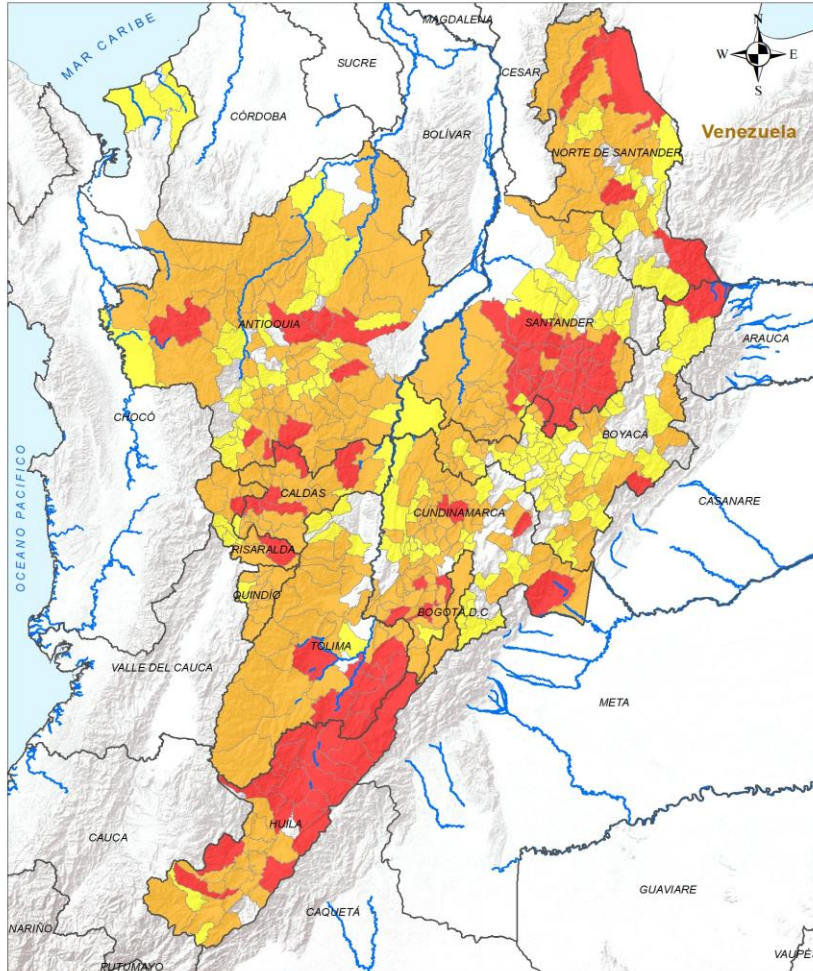 MAGDALENA
N
W E
S
MAR CARIBE
SUCRE
CESAR
CÓRDOBA
BOLÍVAR
Venezuela
NORTE DE SANTANDER
ANTIOQUIA
SANTANDER
ARAUCA
CHOCÓ
BOYACÁ
OCEANO PACIFICO
CALDAS
CASANARE
CUNDINAMARCA
RISARALDA
QUINDÍO
BOGOTÁ, D.C
TOLIMA
VALLE DEL CAUCA
META
HUILA
CAUCA
GUAVIARE
CAQUETÁ
NARIÑO
PUTUMAYO
VAUPÉS